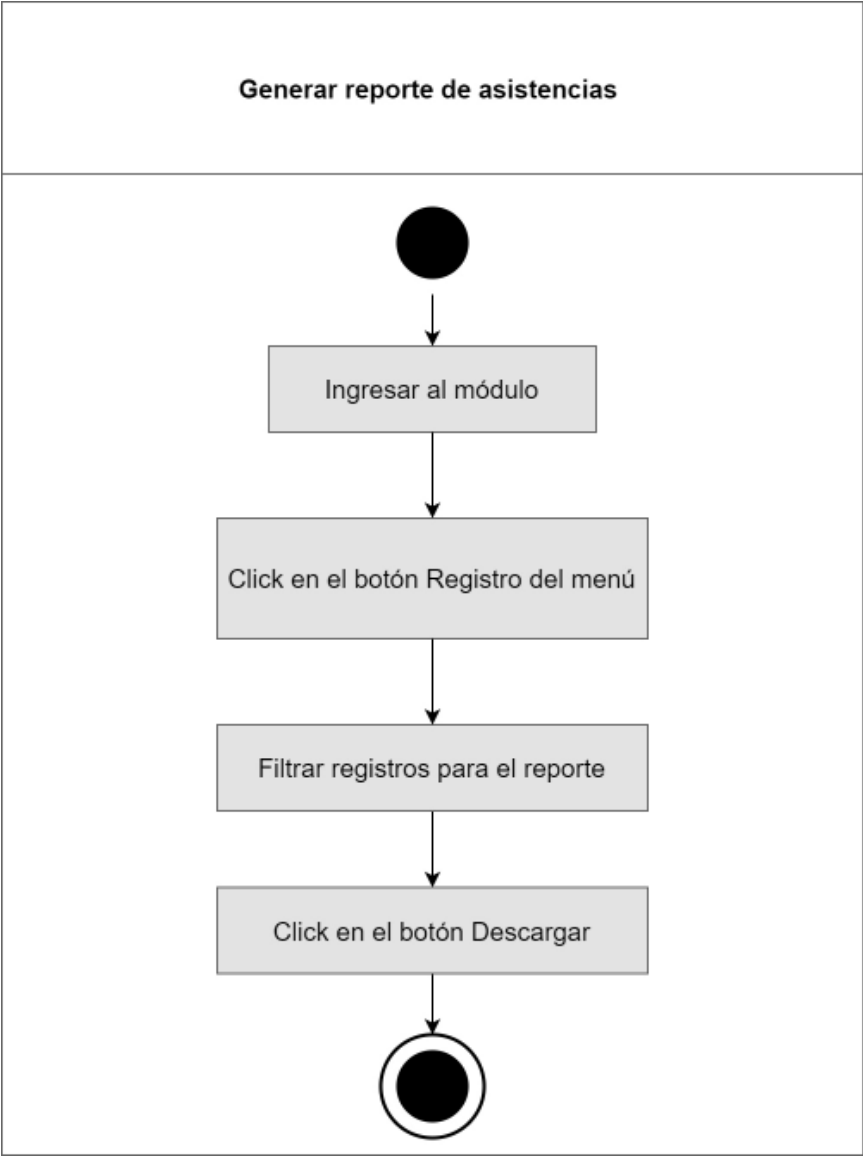 Generar reporte de asistencias
Ingresar al módulo
Click en el botón Registro del menú
Filtrar registros para el reporte
Click en el botón Descargar